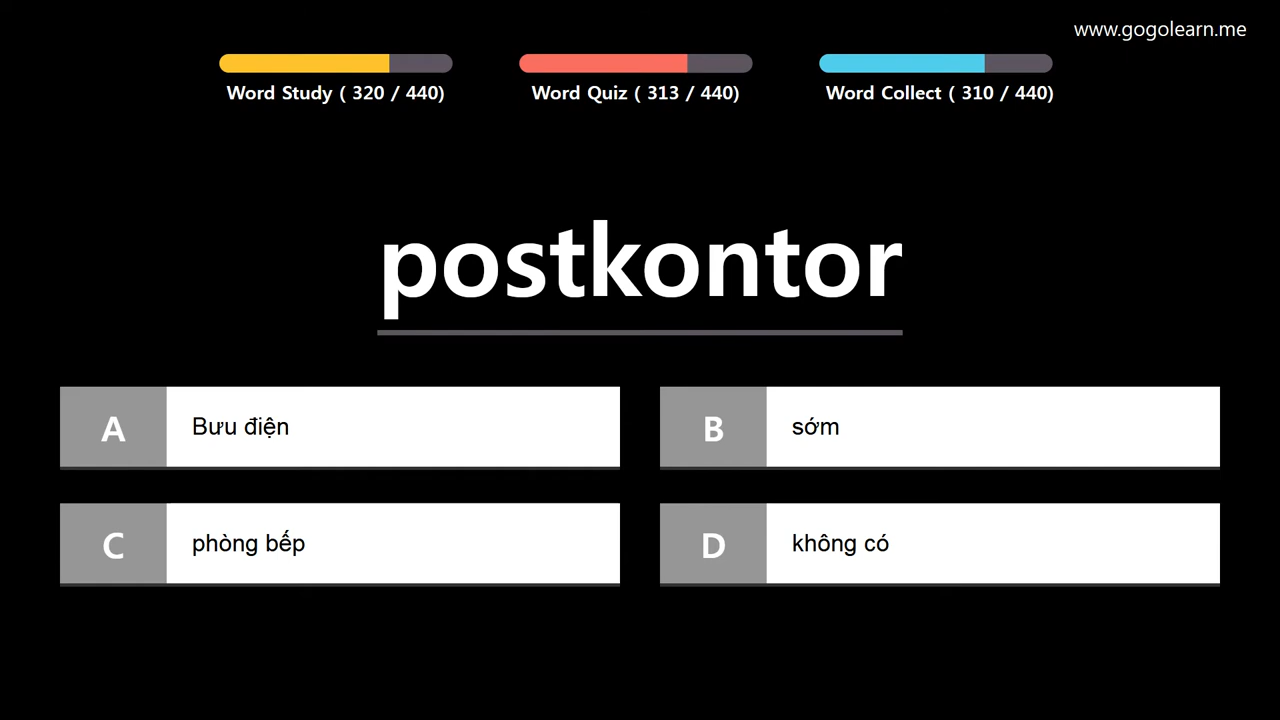 www.gogolearn.me
Word Study ( 320 / 440)
Word Quiz ( 313 / 440)
Word Collect ( 310 / 440)
postkontor
A Bưu điện
B sớm
C phòng bếp
D không có